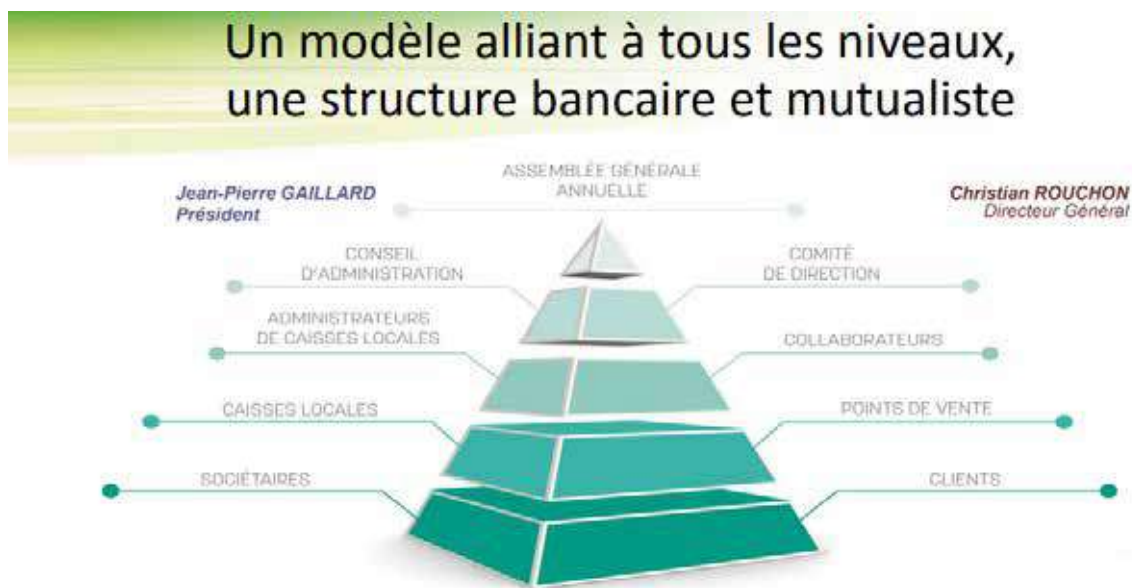 Un modèle alliant à tous les niveaux,
une structure bancaire et mutualiste
ASSEMBLÉE GÉNÉRALE
ANNUELLE
Jean-Pierre GAILLARD
Président
Christian ROUCHON
Directeur Général
CONSEIL
D'ADMINISTRATION
COMITÉ
DE DIRECTION
ADMINISTRATEURS
DE CAISSES LOCALES
COLLABORATEURS
CAISSES LOCALES
POINTS DE VENTE
SOCIÉTAIRES
CLIENTS